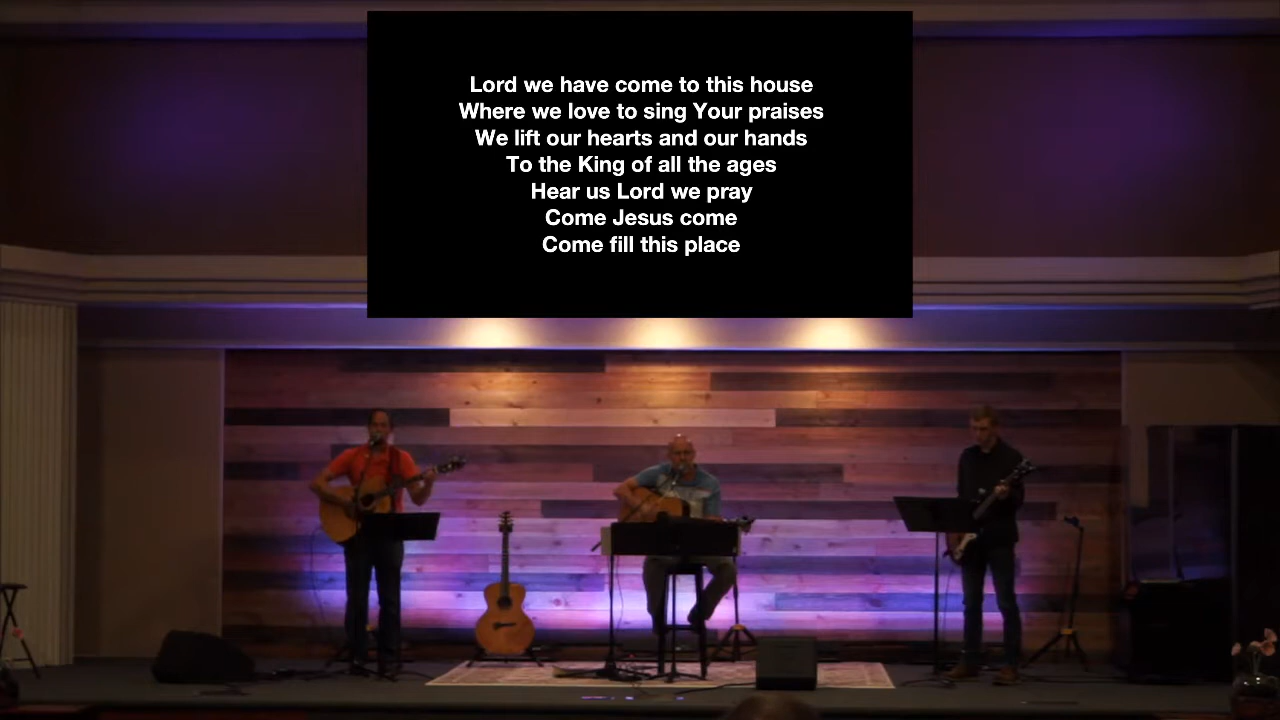 Lord we have come to this house
Where we love to sing Your praises
We lift our hearts and our hands
To the King of all the ages
Hear us Lord we pray
Come Jesus come
Come fill this place